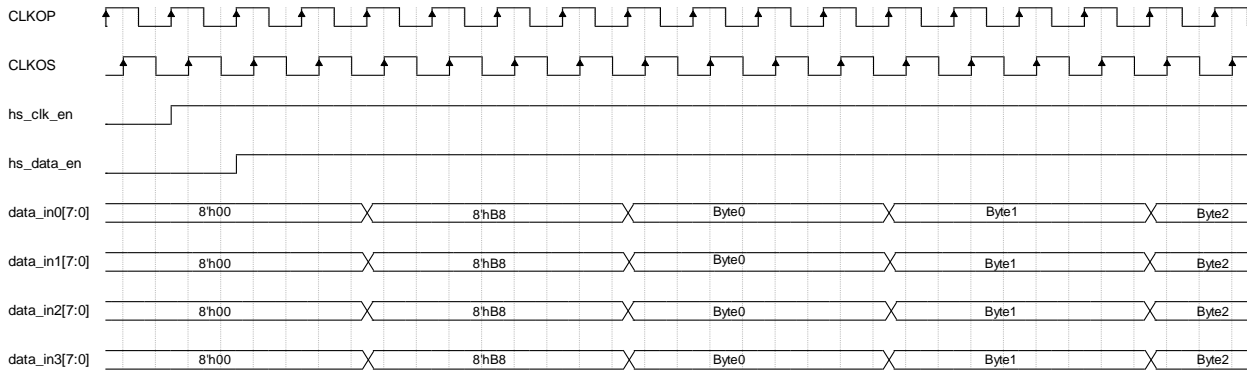 CLKOP
CLKOS
hs_clk_en
hs_data_en
data_in0[7:0] 8'h00 8'hB8 Byte0 Byte1 Byte2
data_in1[7:0] 8'h00 8'hB8 Byte0 Byte1 Byte2
data_in2[7:0] 8'h00 8'hB8 Byte0 Byte1 Byte2
data_in3[7:0] 8'h00 8'hB8 Byte0 Byte1 Byte2